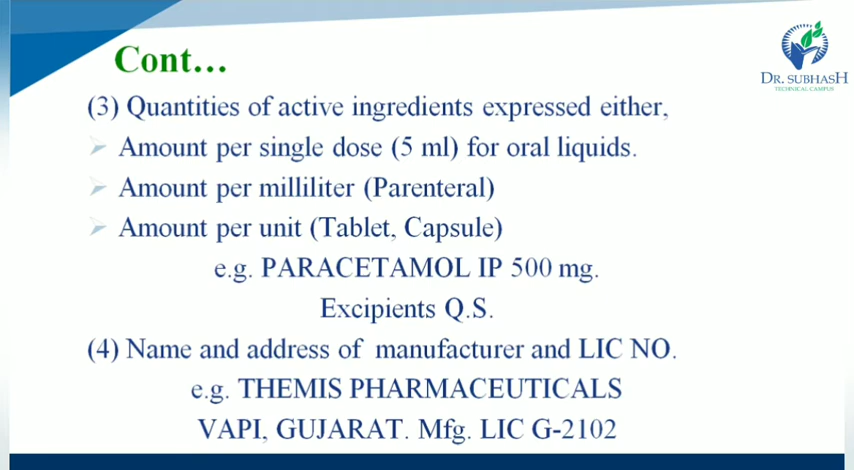 Cont...
DR. SUBHASH
TECHNICAL CAMPUS
(3) Quantities of active ingredients expressed either,
Amount per single dose (5 ml) for oral liquids.
Amount per milliliter (Parenteral)
Amount per unit (Tablet, Capsule)
e.g. PARACETAMOL IP 500 mg.
Excipients Q.S.
(4) Name and address of manufacturer and LIC NO.
e.g. THEMIS PHARMACEUTICALS
VAPI, GUJARAT. Mfg. LIC G-2102